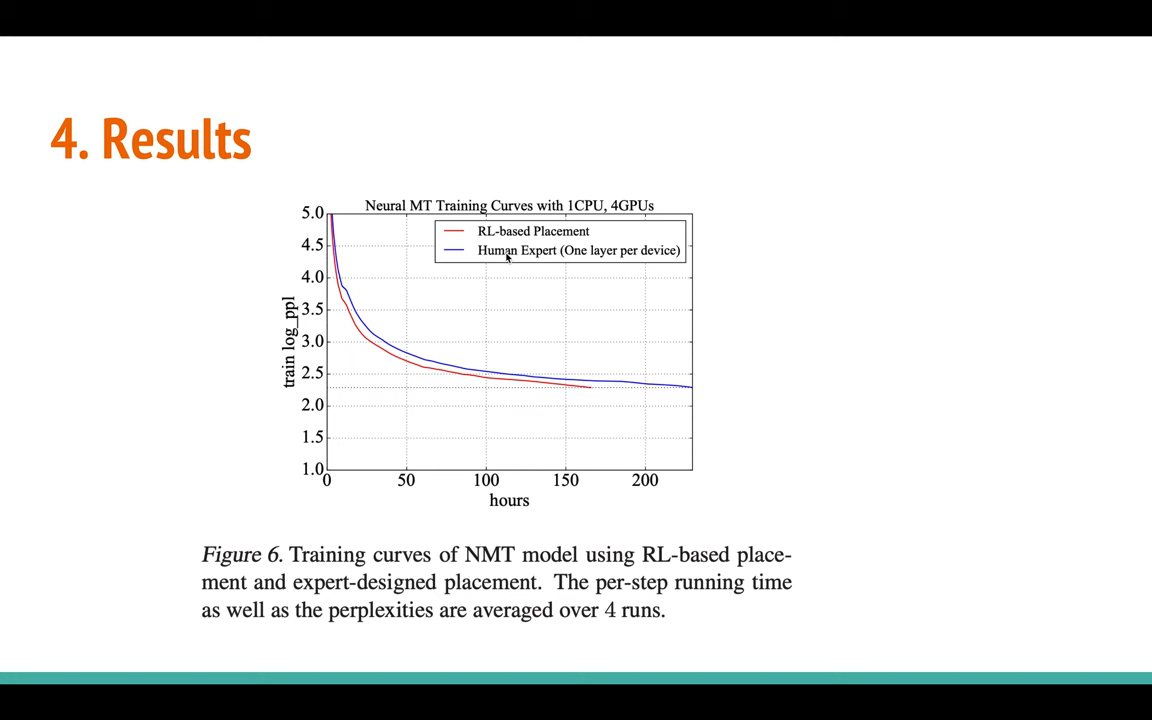 4. Results
Neural MT Training Curves with 1CPU, 4GPUs
RL-based Placement
Human Expert (One layer per device)
5.0
4.5
4.0
3.5
3.0
2.5
2.0
1.5
1.0
train log_ppl
0 50 100 150 200
hours
Figure 6. Training curves of NMT model using RL-based place-
ment and expert-designed placement. The per-step running time
as well as the perplexities are averaged over 4 runs.